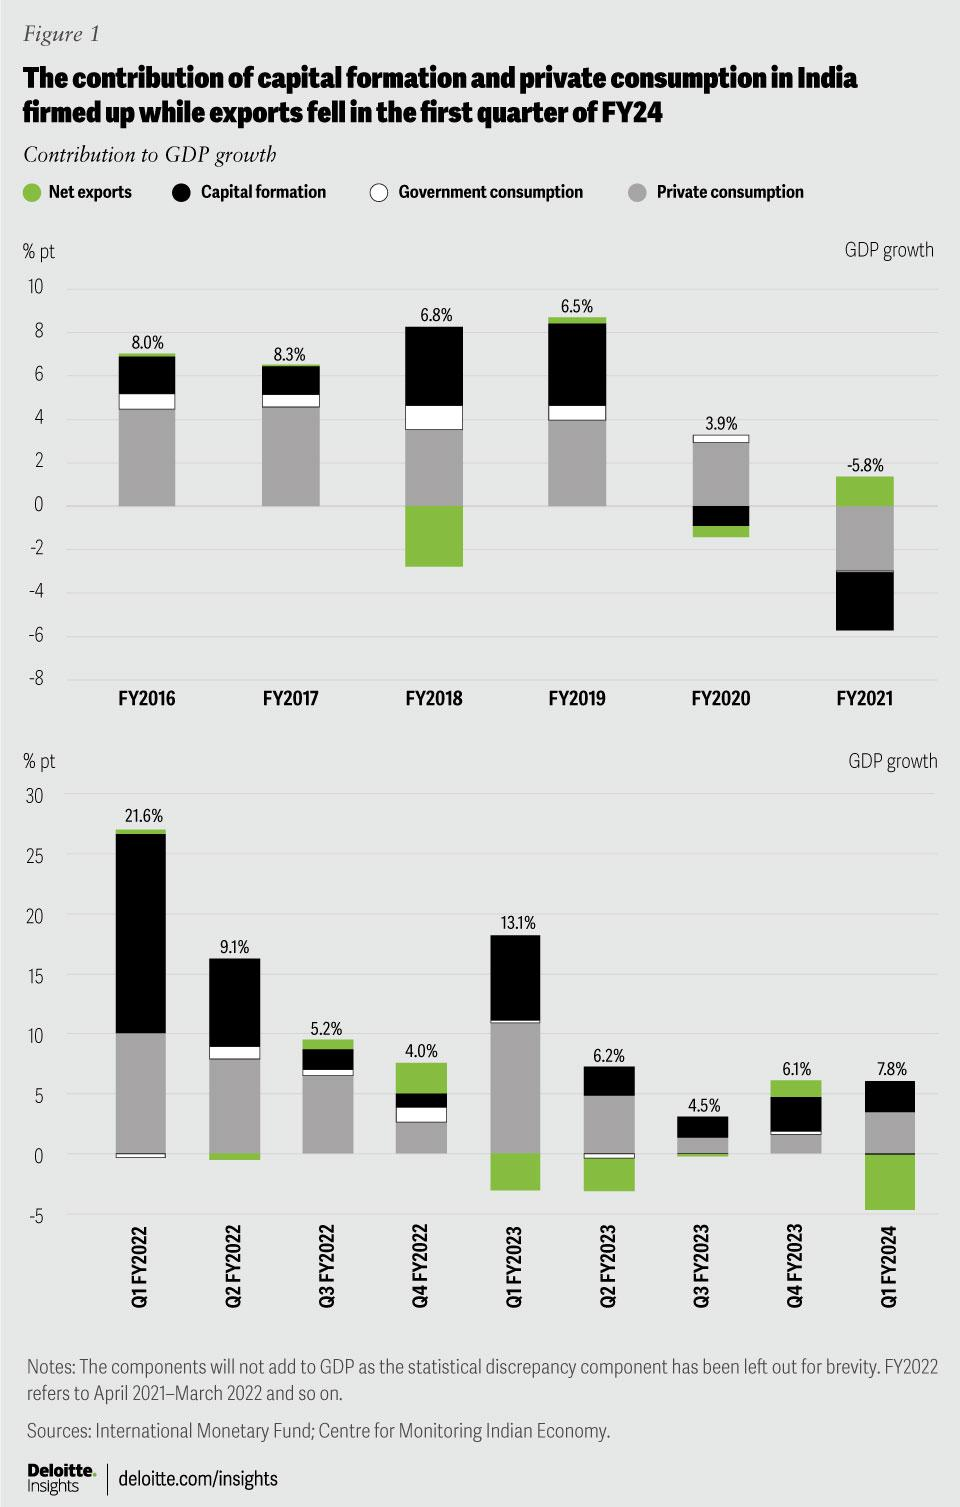 Figure 1
The contribution of capital formation and private consumption in India
firmed up while exports fell in the first quarter of FY24
Contribution to GDP growth
Net exports Capital formation Government consumption Private consumption
% pt GDP growth
10
8
6
4
2
0
-2
-4
-6
-8
8.0% 8.3% 6.8% 6.5% 3.9% -5.8%
FY2016 FY2017 FY2018 FY2019 FY2020 FY2021
% pt GDP growth
30
25
20
15
10
5
0
-5
21.6% 9.1% 5.2% 4.0% 13.1% 6.2% 4.5% 6.1% 7.8%
Q1 FY2022
Q2 FY2022
Q3 FY2022
Q4 FY2022
Q1 FY2023
Q2 FY2023
Q3 FY2023
Q4 FY2023
Q1 FY2024
Notes: The components will not add to GDP as the statistical discrepancy component has been left out for brevity. FY2022
refers to April 2021–March 2022 and so on.
Sources: International Monetary Fund; Centre for Monitoring Indian Economy.
Deloitte.
Insights
deloitte.com/insights